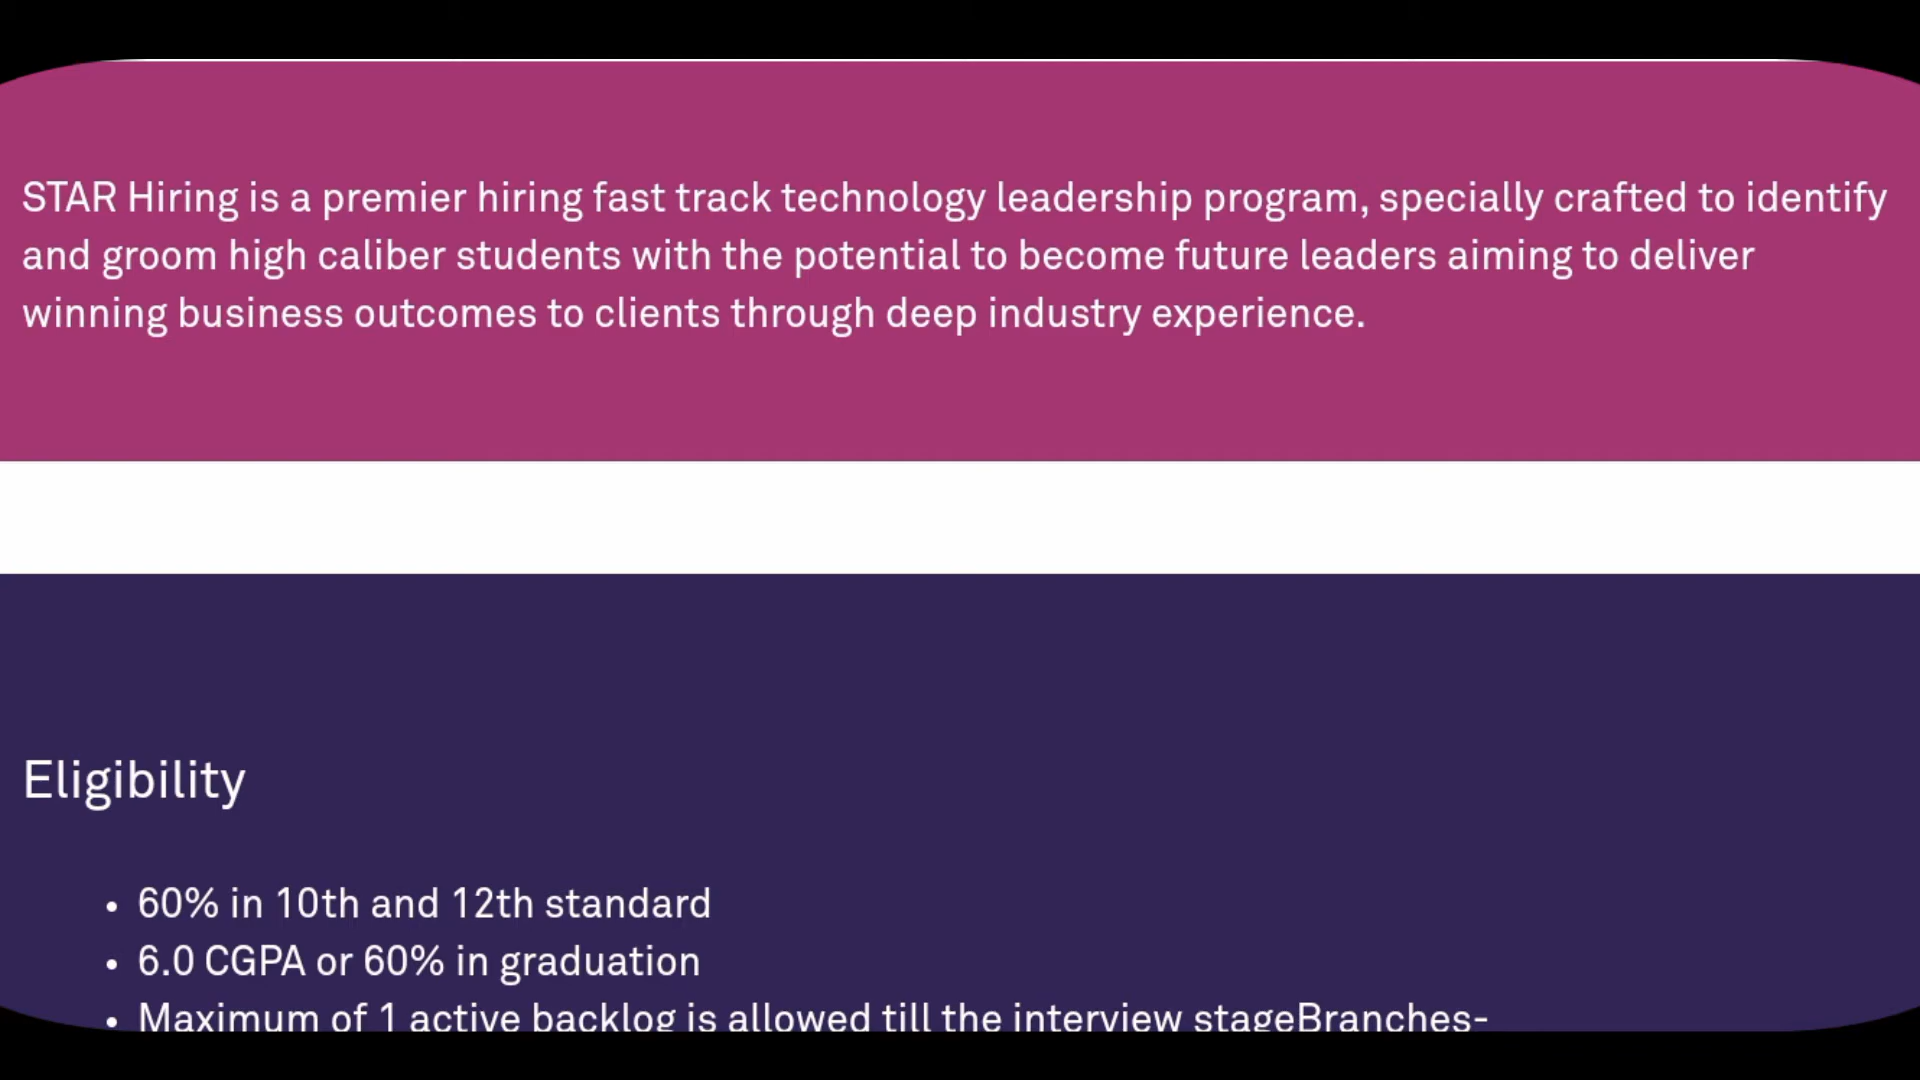 STAR Hiring is a premier hiring fast track technology leadership program, specially crafted to identify
and groom high caliber students with the potential to become future leaders aiming to deliver
winning business outcomes to clients through deep industry experience.
Eligibility
• 60% in 10th and 12th standard
• 6.0 CGPA or 60% in graduation
• Maximum of 1 active backlog is allowed till the interview stageBranches-